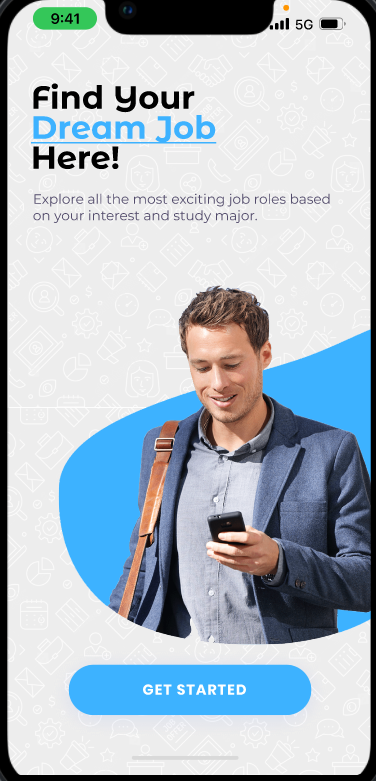 9:41
5G
Find Your
Dream Job
Here!
Explore all the most exciting job roles based
on your interest and study major.
GET STARTED